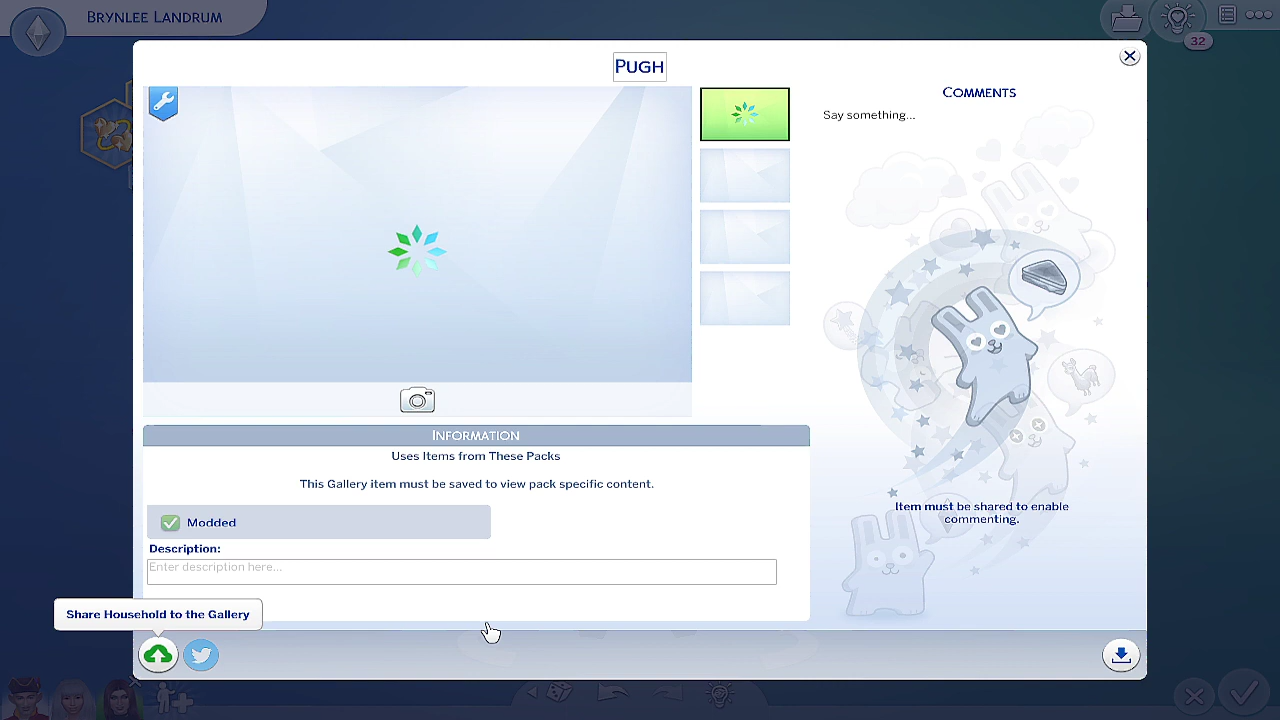 Brynlee Landrum
32
Pugh
Comments
Say something...
Information
Uses Items from These Packs
This Gallery item must be saved to view pack specific content.
Modded
Description:
Enter description here...
Item must be shared to enable
commenting.
Share Household to the Gallery